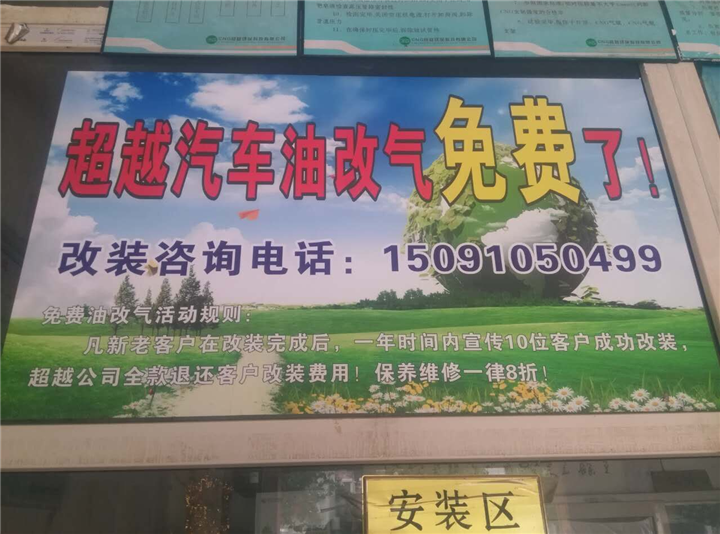 超越汽车油改气免费了!
改装咨询电话:15091050499
免费油改气活动规则:
凡新老客户在改装完成后,一年时间内宣传10位客户成功改装,
超越公司全款退还客户改装费用!保养维修一律8折!
安装区